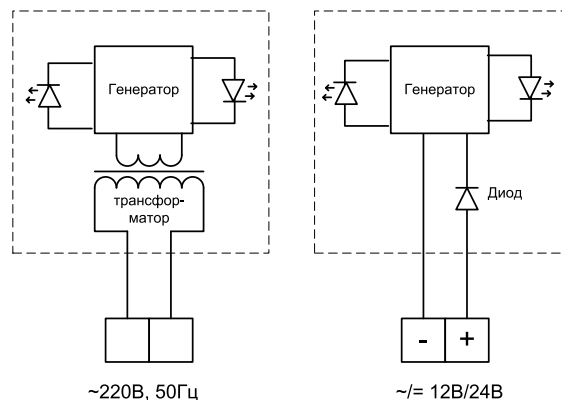 Генератор
трансфор-
матор
~220В, 50Гц
Генератор
Диод
- +
~/= 12В/24В